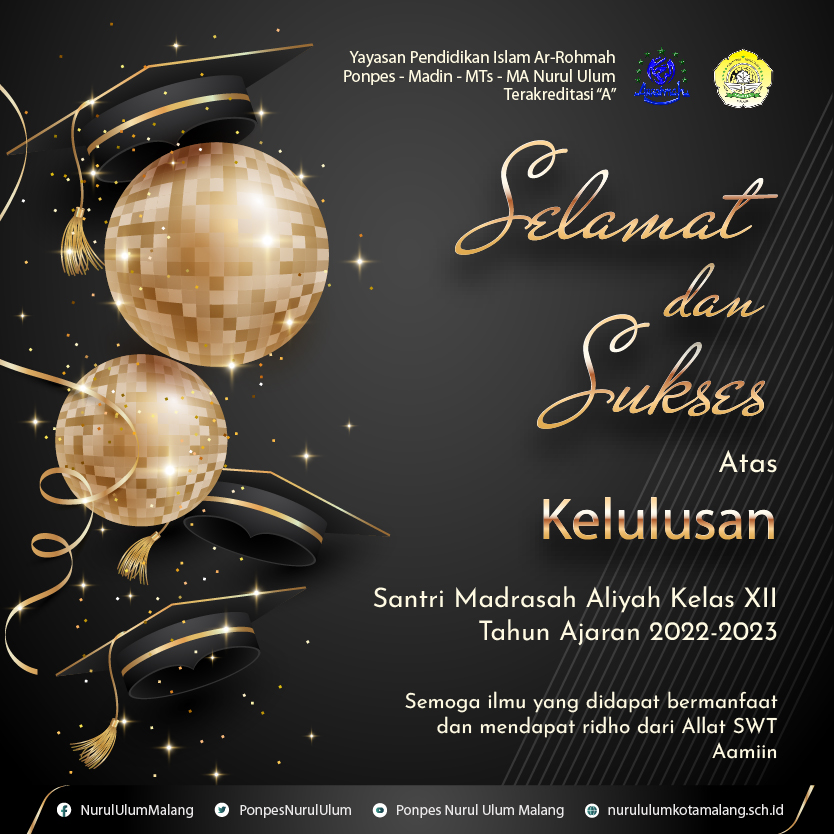 Yayasan Pendidikan Islam Ar-Rohmah
Ponpes - Madin - MTs - MA Nurul Ulum
Terakreditasi “A”
Selamat
dan
Sukses
Atas
Kelulusan
Santri Madrasah Aliyah Kelas XII
Tahun Ajaran 2022-2023
Semoga ilmu yang didapat bermanfaat
dan mendapat ridho dari Allat SWT
Aamiin
NurulUlumMalang PonpesNurulUlum Ponpes Nurul Ulum Malang nurululumkotamalang.sch.id